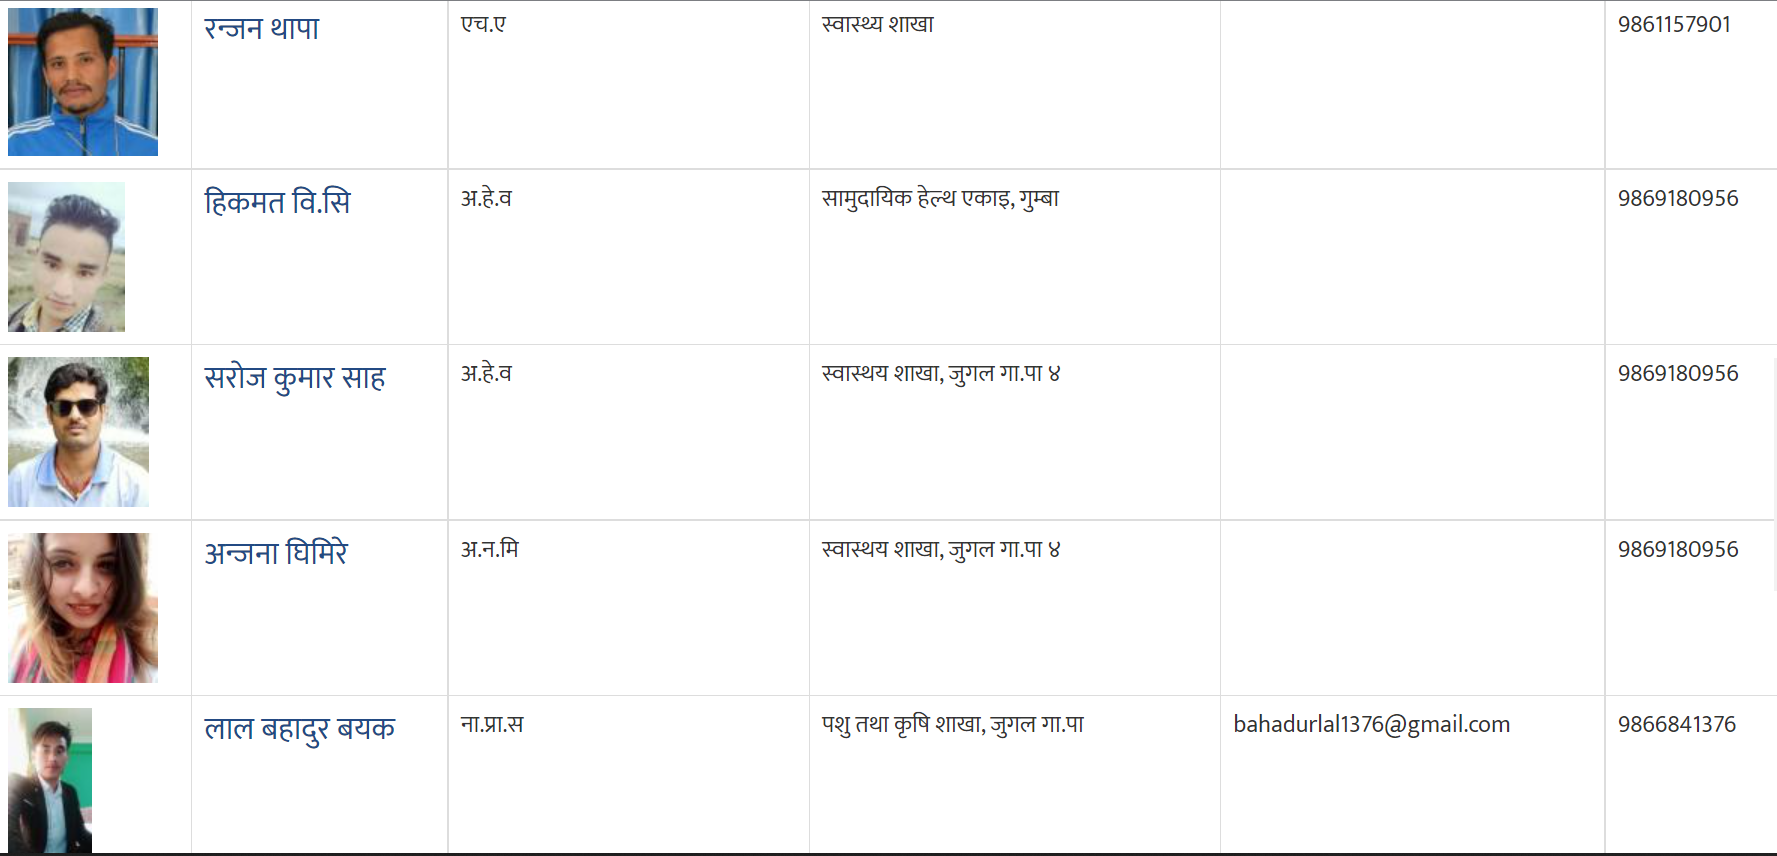 रन्जन थापा एच.ए स्वास्थ्य शाखा 9861157901
हिकमत वि.सि अ.हे.व सामुदायिक हेल्थ एकाइ, गुम्बा 9869180956
सरोज कुमार साह अ.हे.व स्वास्थय शाखा, जुगल गा.पा ४ 9869180956
अन्जना घिमिरे अ.न.मि स्वास्थय शाखा, जुगल गा.पा ४ 9869180956
लाल बहादुर बयक ना.प्रा.स पशु तथा कृषि शाखा, जुगल गा.पा bahadurlal1376@gmail.com 9866841376